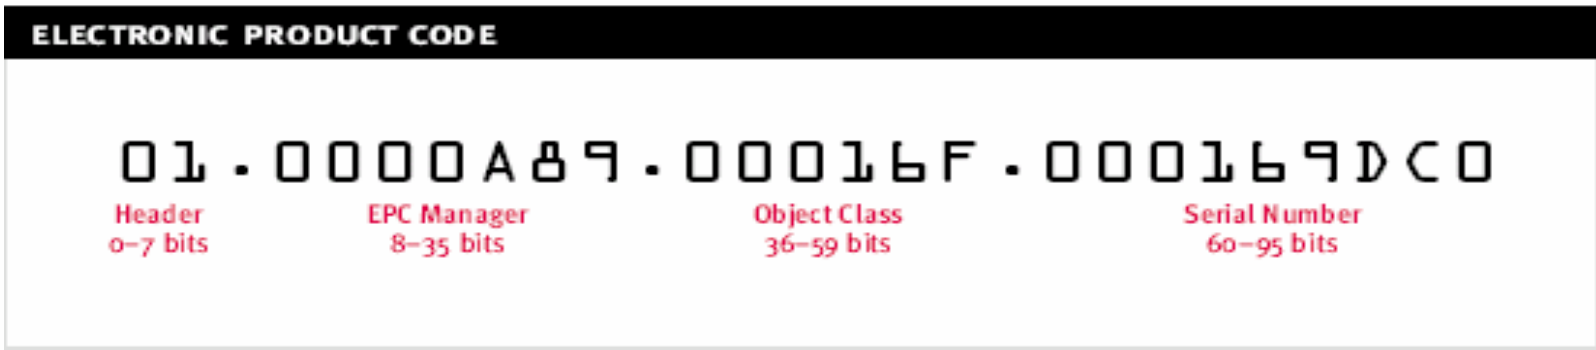 ELECTRONIC PRODUCT CODE
01.0000A89.00016F.000169DC0
Header EPC Manager Object Class Serial Number
0–7 bits 8–35 bits 36–59 bits 60–95 bits